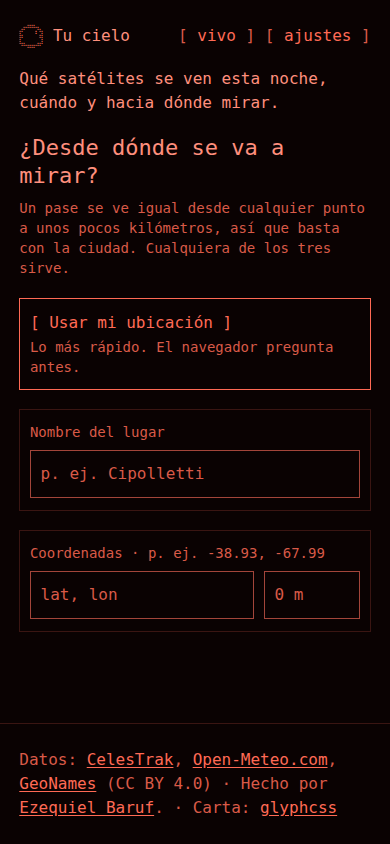 Tu cielo [ vivo ] [ ajustes ]
Qué satélites se ven esta noche,
cuándo y hacia dónde mirar.
¿Desde dónde se va a
mirar?
Un pase se ve igual desde cualquier punto
a unos pocos kilómetros, así que basta
con la ciudad. Cualquiera de los tres
sirve.
[ Usar mi ubicación ]
Lo más rápido. El navegador pregunta
antes.
Nombre del lugar
p. ej. Cipolletti
Coordenadas · p. ej. -38.93, -67.99
lat, lon 0 m
Datos: CelesTrak, Open-Meteo.com,
GeoNames (CC BY 4.0) · Hecho por
Ezequiel Baruf. · Carta: glyphcss